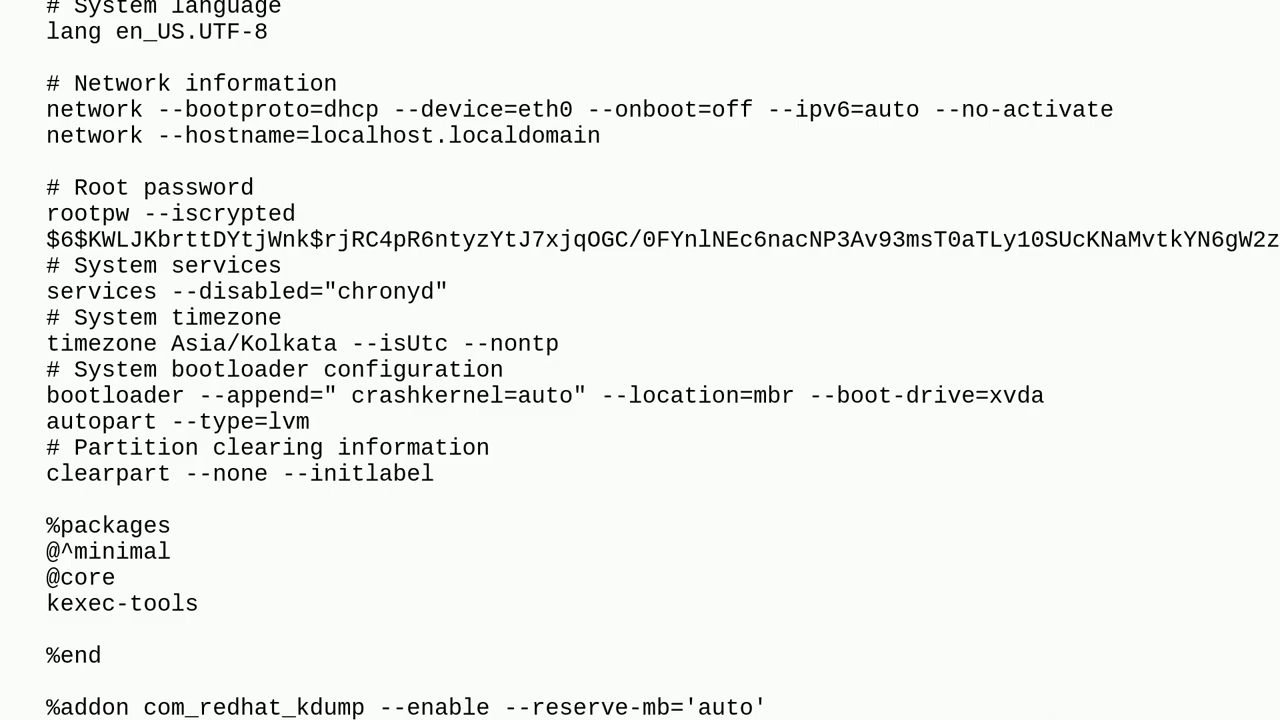 # System language
lang en_US.UTF-8
# Network information
network --bootproto=dhcp --device=eth0 --onboot=off --ipv6=auto --no-activate
network --hostname=localhost.localdomain
# Root password
rootpw --iscrypted
$6$KWLJKbrttDYtjWnk$rjRC4pR6ntyzYtJ7xjqOGC/0FYnlNEc6nacNP3Av93msT0aTLy10SUcKNaMvtkYN6gW2z
# System services
services --disabled="chronyd"
# System timezone
timezone Asia/Kolkata --isUtc --nontp
# System bootloader configuration
bootloader --append=" crashkernel=auto" --location=mbr --boot-drive=xvda
autopart --type=lvm
# Partition clearing information
clearpart --none --initlabel
%packages
@^minimal
@core
kexec-tools
%end
%addon com_redhat_kdump --enable --reserve-mb='auto'